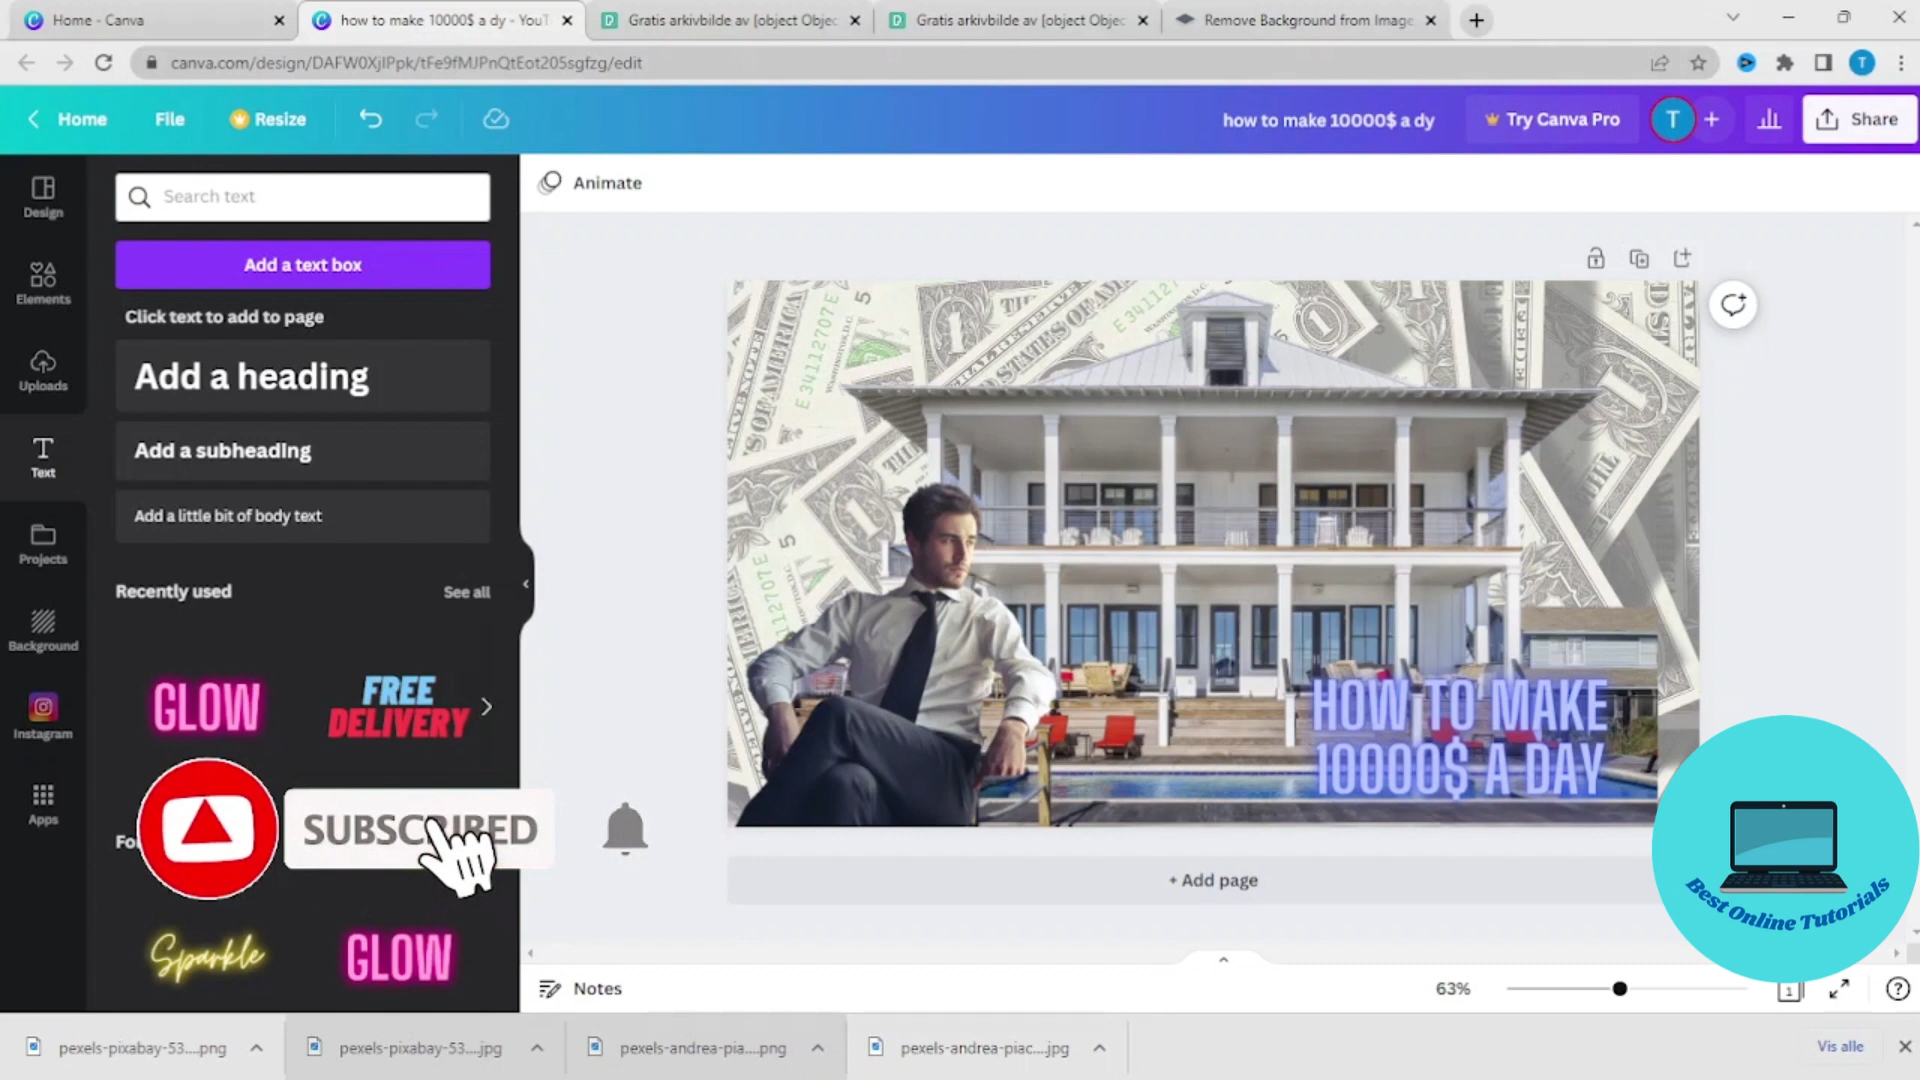 Home - Canva
how to make 10000$ a dy - YouT
Gratis arkivbilde av [object Objec
Gratis arkivbilde av [object Objec
Remove Background from Image
canva.com/design/DAFW0XjIPpk/tFe9fMJPnQtEot205sgfzg/edit
T
Home
File
Resize
how to make 10000$ a dy
Try Canva Pro
T
Share
Design
Elements
Uploads
Text
Projects
Background
Instagram
Apps
Search text
Add a text box
Click text to add to page
Add a heading
Add a subheading
Add a little bit of body text
Recently used
See all
GLOW
FREE
DELIVERY
Fo
SUBSCRIBED
Sparkle
GLOW
Animate
HOW TO MAKE
10000$ A DAY
+ Add page
Best Online Tutorials
Notes
63%
1
pexels-pixabay-53....png
pexels-pixabay-53....jpg
pexels-andrea-pia....png
pexels-andrea-piac....jpg
Vis alle